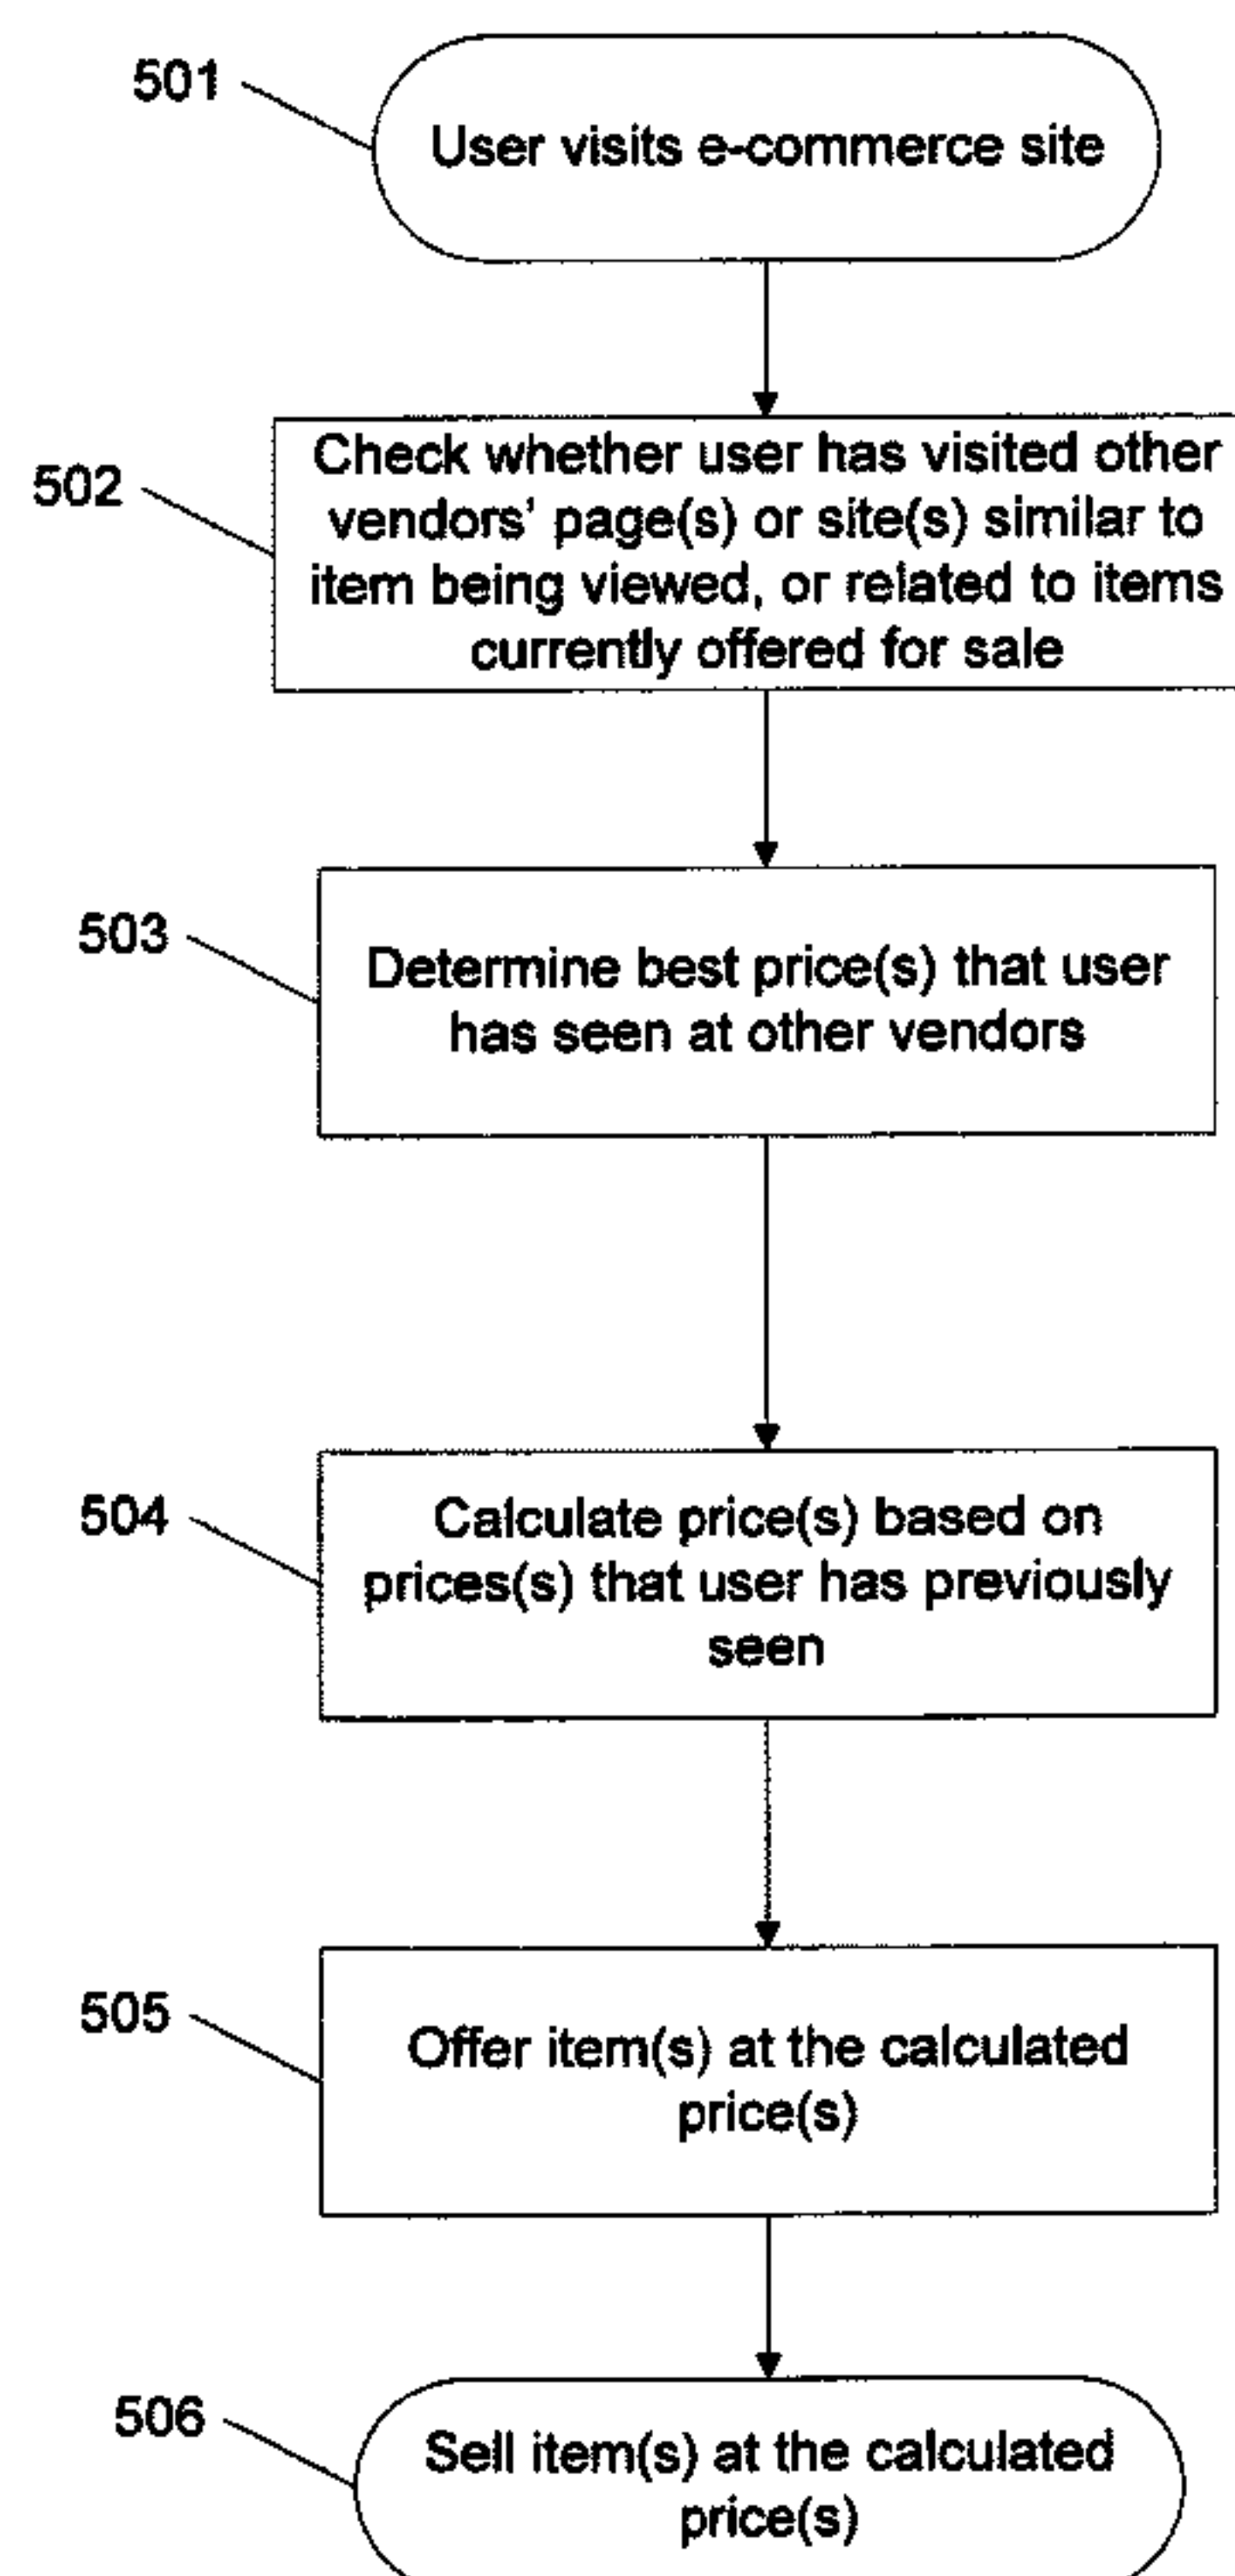 501
User visits e-commerce site
502
Check whether user has visited other
vendors' page(s) or site(s) similar to
item being viewed, or related to items
currently offered for sale
503
Determine best price(s) that user
has seen at other vendors
504
Calculate price(s) based on
prices(s) that user has previously
seen
505
Offer item(s) at the calculated
price(s)
506
Sell item(s) at the calculated
price(s)